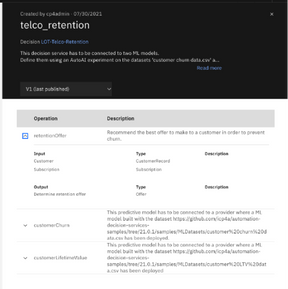 Created by cp4admin - 07/30/2021
telco_retention
Decision LOT-Telco-Retention
This decision service has to be connected to two ML models.
Define them using an AutoAI experiment on the datasets 'customer churn-data.csv' a...
Read more
V1 (last published)
Operation Description
retentionOffer Recommend the best offer to make to a customer in order to prevent
churn.
Input Type Description
Customer CustomerRecord
Subscription Subscription
Output Type Description
Determine retention offer Offer
customerChurn This predictive model has to be connected to a provider where a ML
model built with the dataset https://github.com/icp4a/automation-
decision-services-
samples/tree/21.0.1/samples/MLDatasets/customer%20churn%20d
ata.csv has been deployed.
customerLifetimeValue This predictive model has to be connected to a provider where a ML
model built with the dataset https://github.com/icp4a/automation-
decision-services-
samples/tree/21.0.1/samples/MLDatasets/customer%20LTV%20dat
a.csv has been deployed